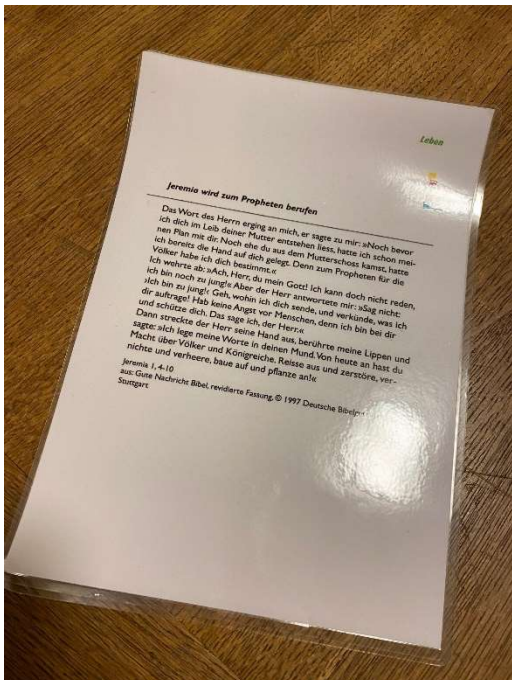 Leben
Jeremia wird zum Propheten berufen
Das Wort des Herrn erging an mich, er sagte zu mir: »Noch bevor
ich dich im Leib deiner Mutter entstehen liess, hatte ich schon mei-
nen Plan mit dir. Noch ehe du aus dem Mutterschoss kamst, hatte
ich bereits die Hand auf dich gelegt. Denn zum Propheten für die
Völker habe ich dich bestimmt.«
Ich wehrte ab: »Ach, Herr, du mein Gott! Ich kann doch nicht reden,
ich bin noch zu jung!« Aber der Herr antwortete mir: »Sag nicht:
›Ich bin zu jung!‹ Geh, wohin ich dich sende, und verkünde, was ich
dir auftrage! Hab keine Angst vor Menschen, denn ich bin bei dir
und schütze dich. Das sage ich, der Herr.«
Dann streckte der Herr seine Hand aus, berührte meine Lippen und
sagte: »Ich lege meine Worte in deinen Mund. Von heute an hast du
Macht über Völker und Königreiche. Reisse aus und zerstöre, ver-
nichte und verheere, baue auf und pflanze an!«
Jeremia 1, 4-10
aus: Gute Nachricht Bibel, revidierte Fassung, © 1997 Deutsche
Stuttgart